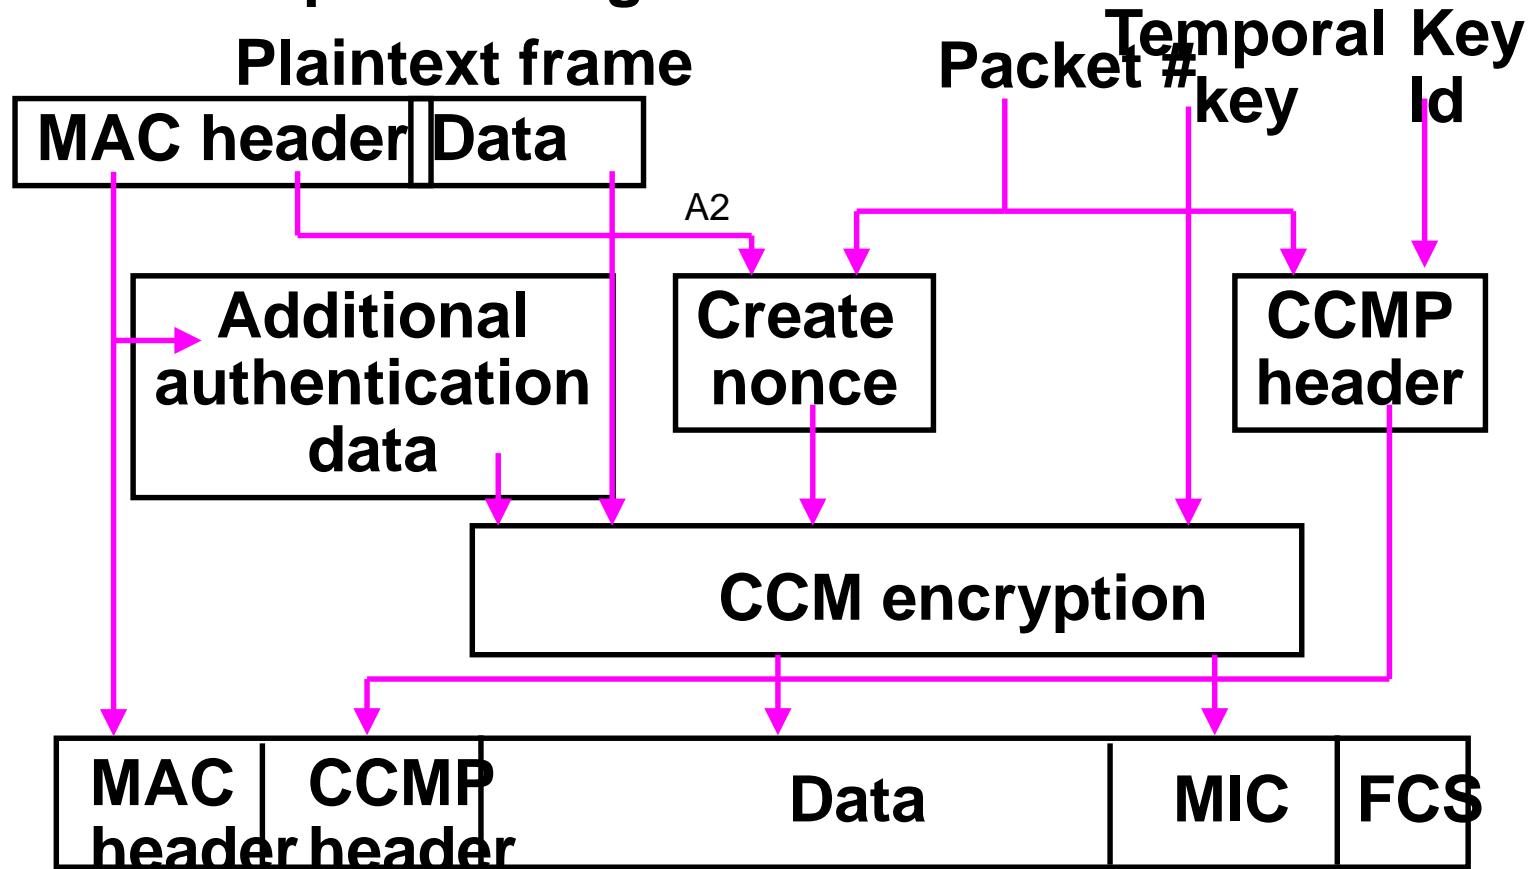 Plaintext frame
Packet #
Temporal
key
Key
Id
MAC header
Data
A2
Additional
authentication
data
Create
nonce
CCMP
header
CCM encryption
MAC
header
CCMP
header
Data
MIC
FCS